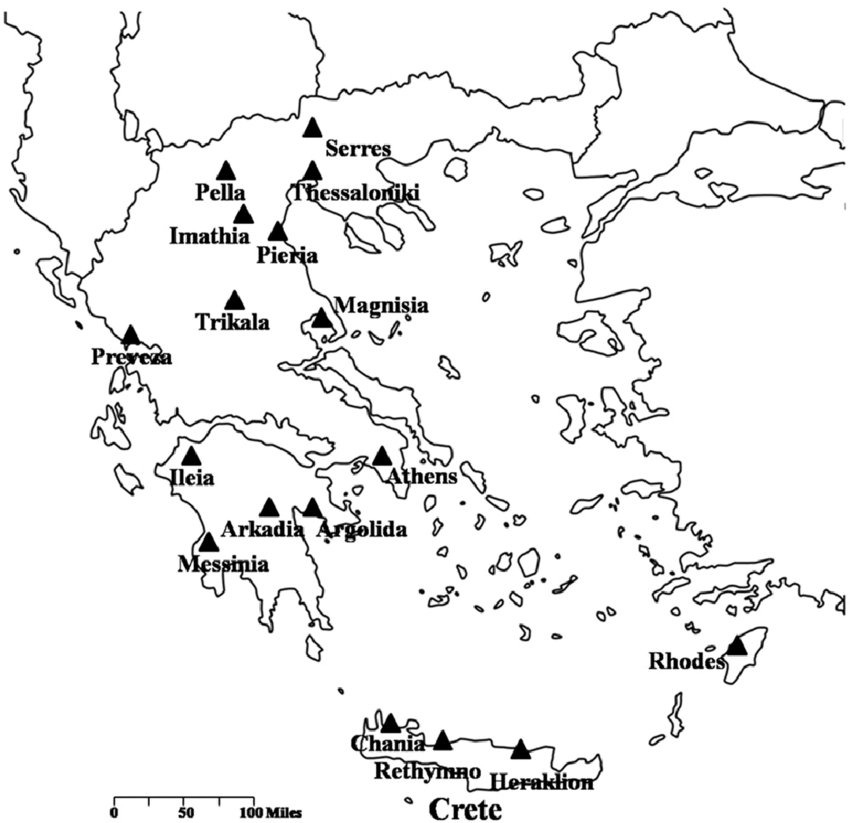 Serres
Pella
Thessaloniki
Imathia
Pieria
Trikala
Magnisia
Preveza
Ileia
Athens
Arkadia
Argolida
Messinia
Rhodes
Chania
Rethymno
Heraklion
Crete
0 50 100 Miles